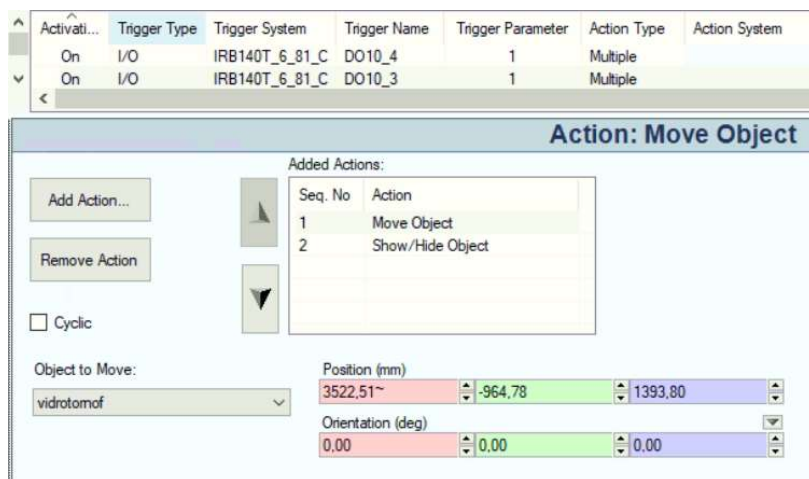 Activati... Trigger Type Trigger System Trigger Name Trigger Parameter Action Type Action System
On I/O IRB140T_6_81_C DO10_4 1 Multiple
On I/O IRB140T_6_81_C DO10_3 1 Multiple
Action: Move Object
Added Actions:
Add Action...
Seq. No Action
1 Move Object
2 Show/Hide Object
Remove Action
Cyclic
Object to Move:
vidrotornof
Position (mm)
3522,51~ -964,78 1393,80
Orientation (deg)
0,00 0,00 0,00